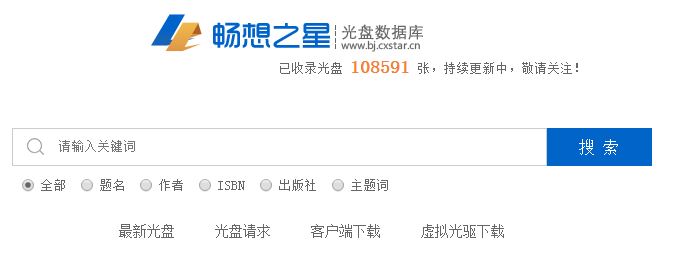 畅想之星 光盘数据库
www.bj.cxstar.cn
已收录光盘 108591 张，持续更新中，敬请关注！
请输入关键词 搜 索
全部 题名 作者 ISBN 出版社 主题词
最新光盘 光盘请求 客户端下载 虚拟光驱下载